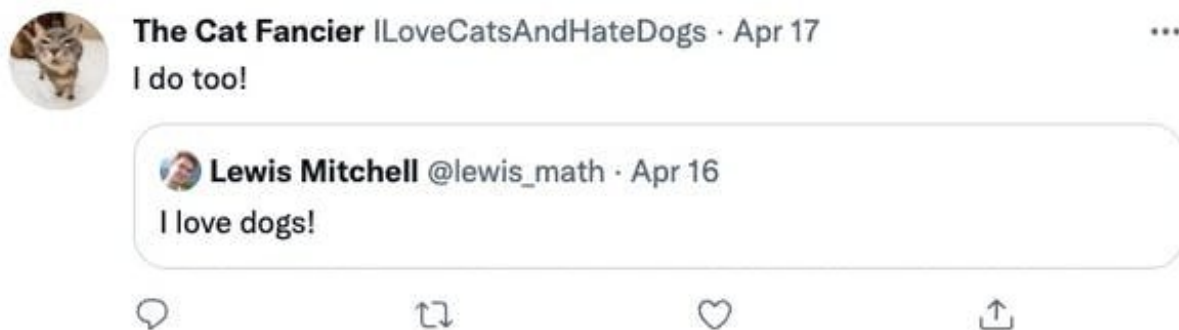 The Cat Fancier ILoveCatsAndHateDogs · Apr 17
I do too!
Lewis Mitchell @lewis_math · Apr 16
I love dogs!